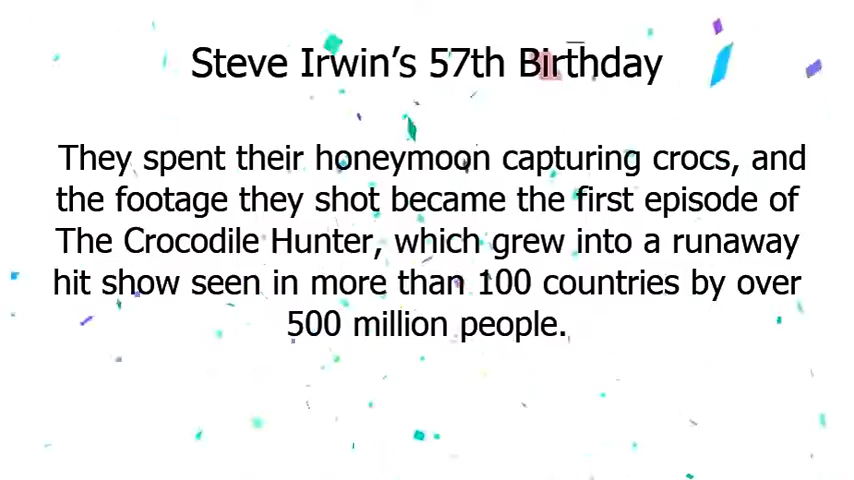 Steve Irwin’s 57th Birthday
They spent their honeymoon capturing crocs, and
the footage they shot became the first episode of
The Crocodile Hunter, which grew into a runaway
hit show seen in more than 100 countries by over
500 million people.